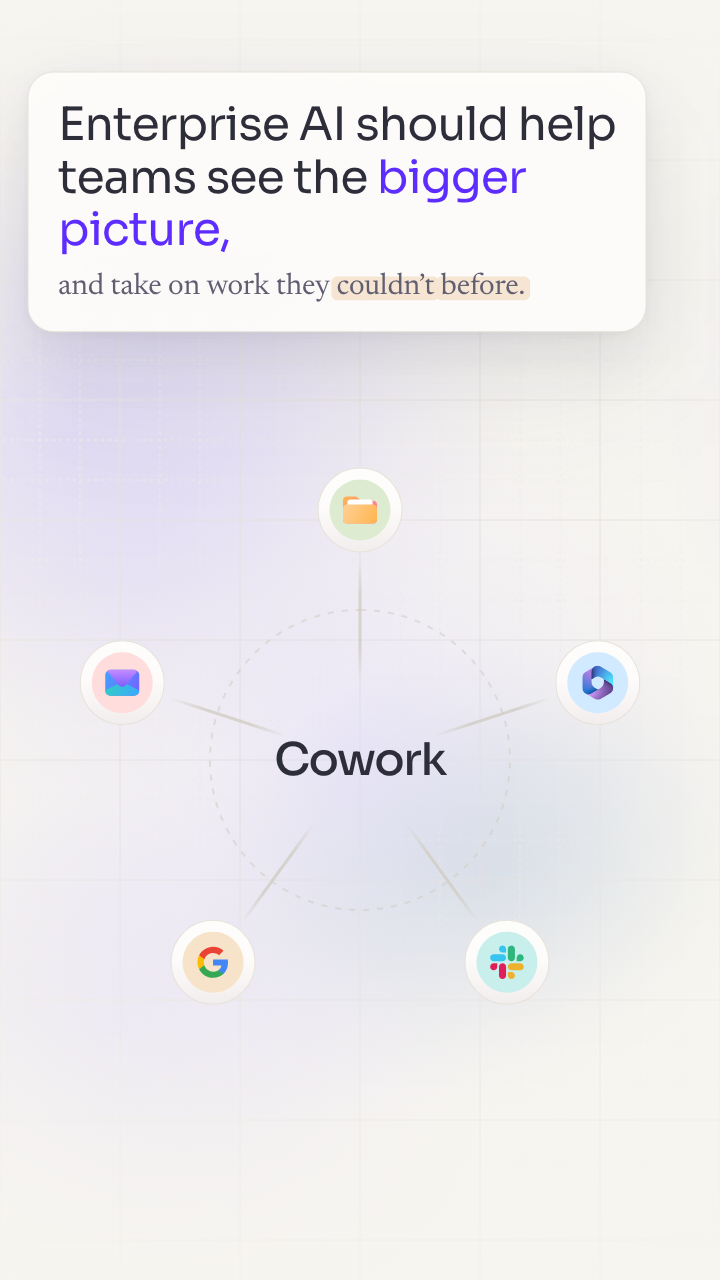 Enterprise AI should help
teams see the bigger
picture,
and take on work they couldn’t before.
Cowork